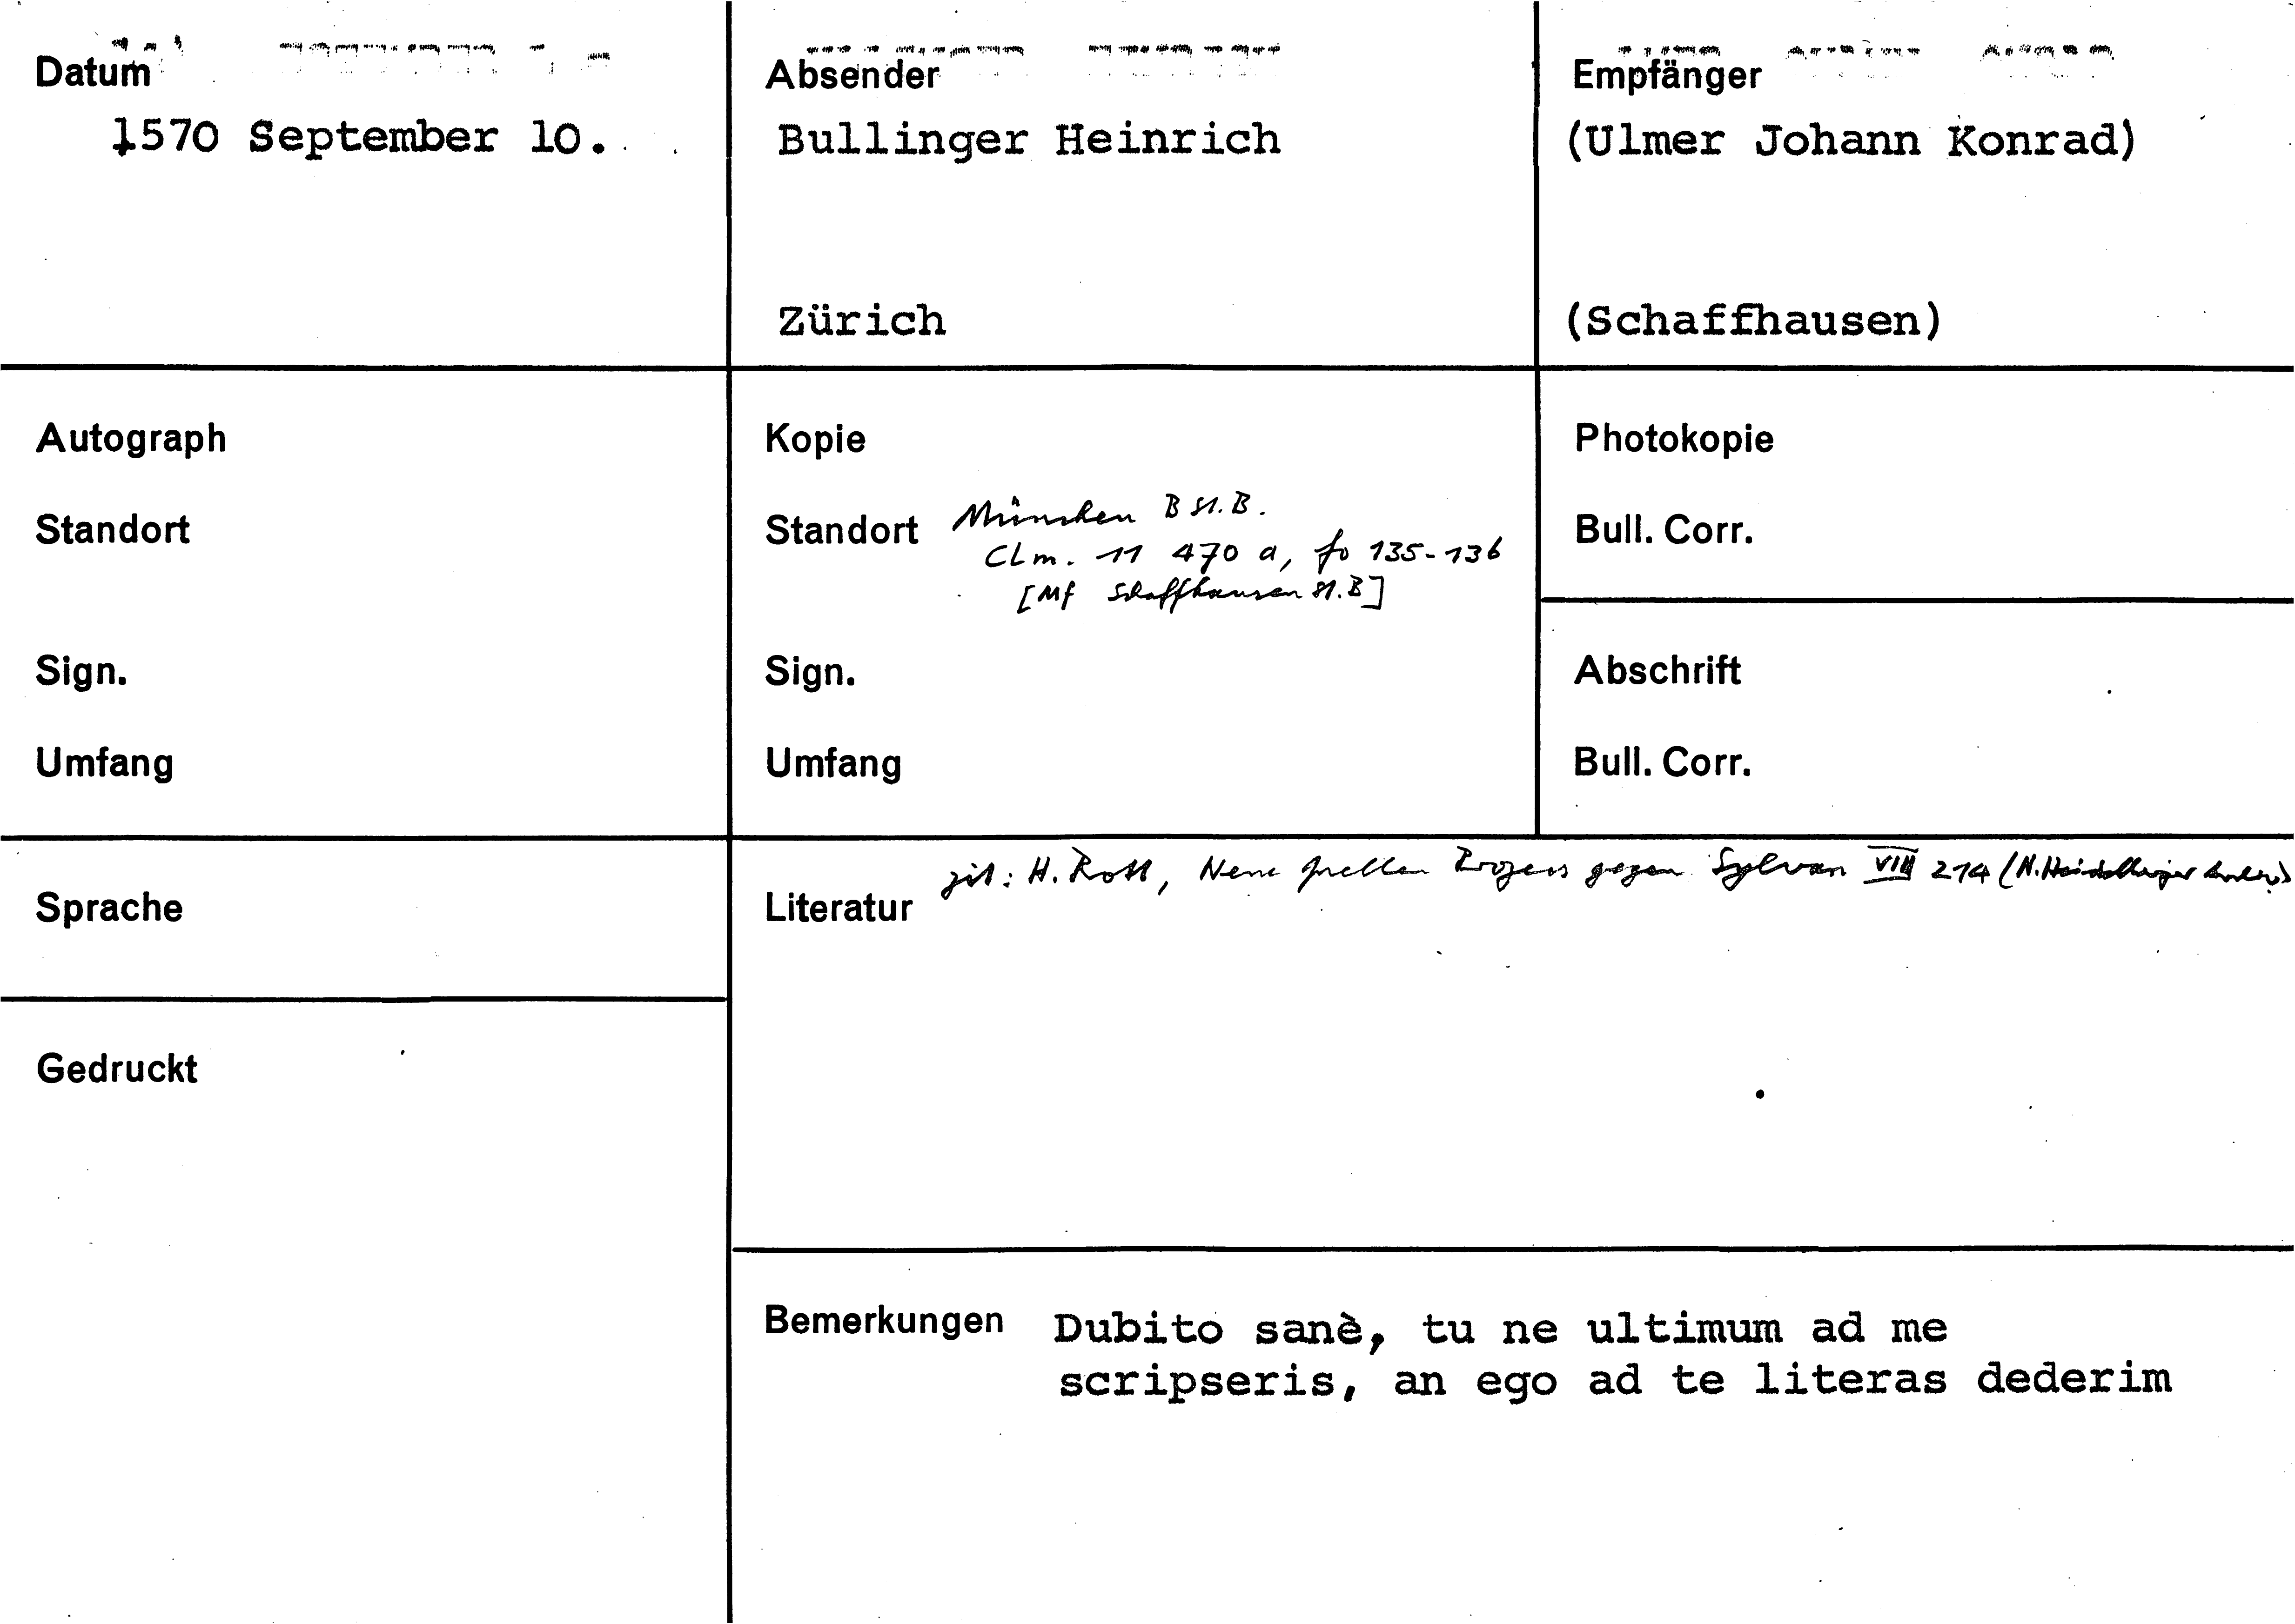 Datum
1570 September 10.
Absender
Bullinger Heinrich
Zürich
Empfänger
(Ulmer Johann Konrad)
(Schaffhausen)
Autograph
Standort
Sign.
Umfang
Kopie
Standort München B St. B.
CLm. 11 470 a, fo 135-136
[Mf Schaffhausen St. B]
Sign.
Umfang
Photokopie
Bull. Corr.
Abschrift
Bull. Corr.
Sprache
Gedruckt
zit: H. Rott, Neue Quellen Prozess gegen Sylvan VIII 214 (N. Heidelberger
Literatur
Bemerkungen Dubito sanè, tu ne ultimum ad me
scripseris, an ego ad te literas dederim